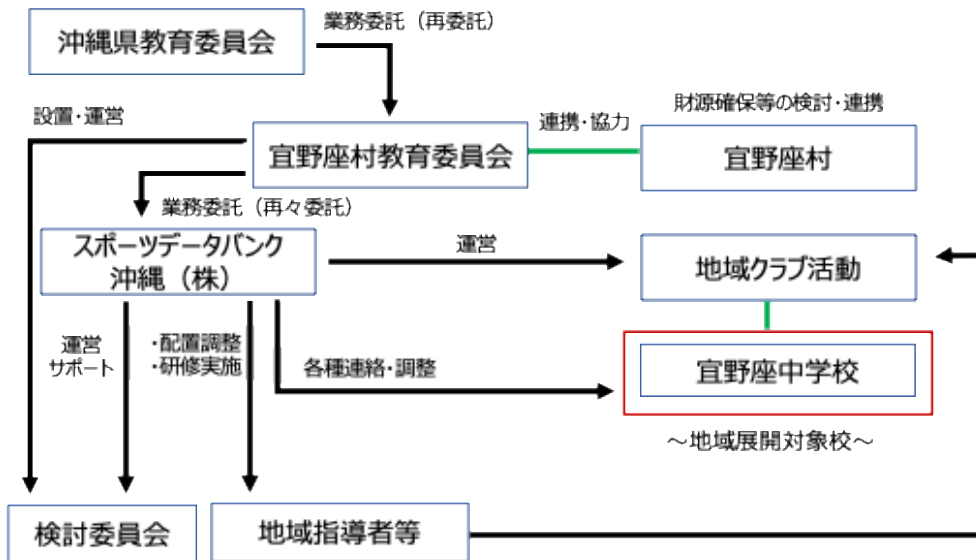 業務委託（再委託）
沖縄県教育委員会
設置・運営
連携・協力
財源確保等の検討・連携
宜野座村教育委員会
宜野座村
業務委託（再々委託）
スポーツデータバンク
沖縄（株）
運営
地域クラブ活動
運営
サポート
・配置調整
・研修実施
各種連絡・調整
宜野座中学校
～地域展開対象校～
検討委員会
地域指導者等